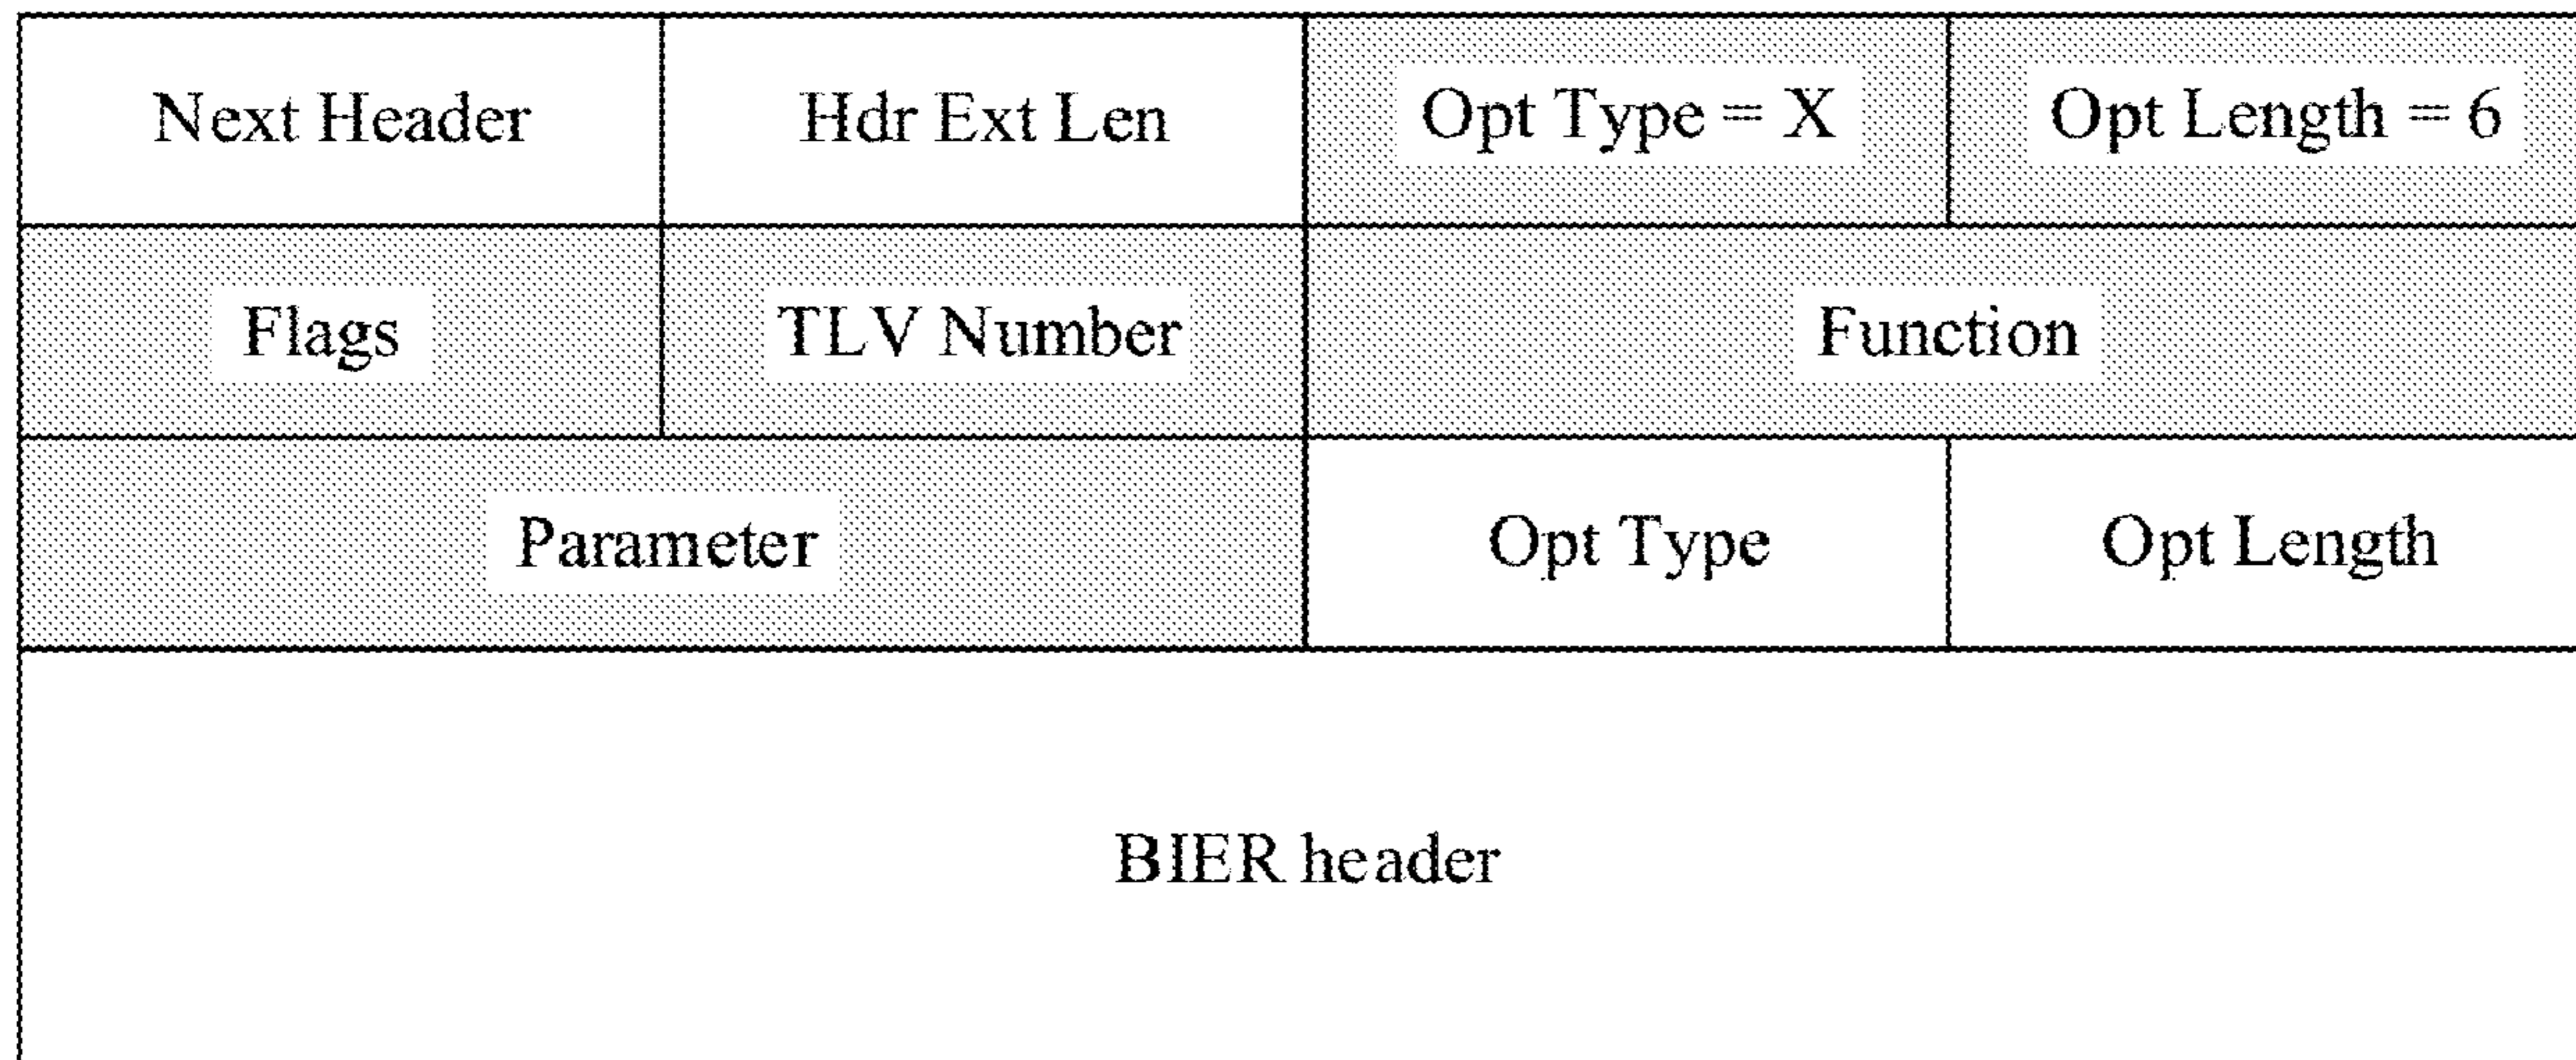 Next Header Hdr Ext Len Opt Type = X Opt Length = 6
Flags TLV Number Function
Parameter Opt Type Opt Length
BIER header